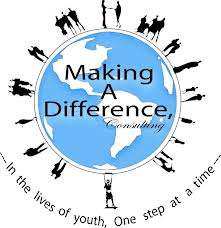 Making
A
Difference,
Consulting
In the lives of youth, One step at a time